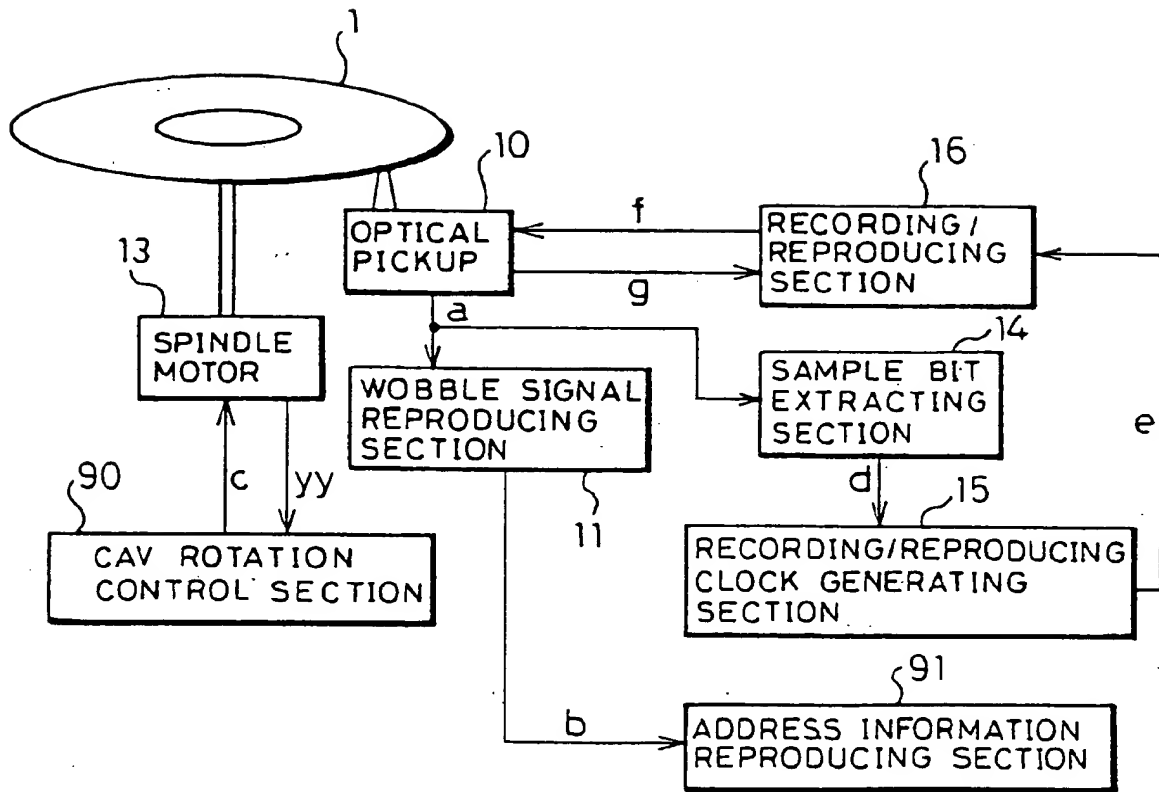 1
10
OPTICAL
PICKUP
f
g
a
16
RECORDING/
REPRODUCING
SECTION
13
SPINDLE
MOTOR
14
SAMPLE BIT
EXTRACTING
SECTION
WOBBLE SIGNAL
REPRODUCING
SECTION
11
e
d
c
yy
90
CAV ROTATION
CONTROL SECTION
15
RECORDING/REPRODUCING
CLOCK GENERATING
SECTION
b
91
ADDRESS INFORMATION
REPRODUCING SECTION